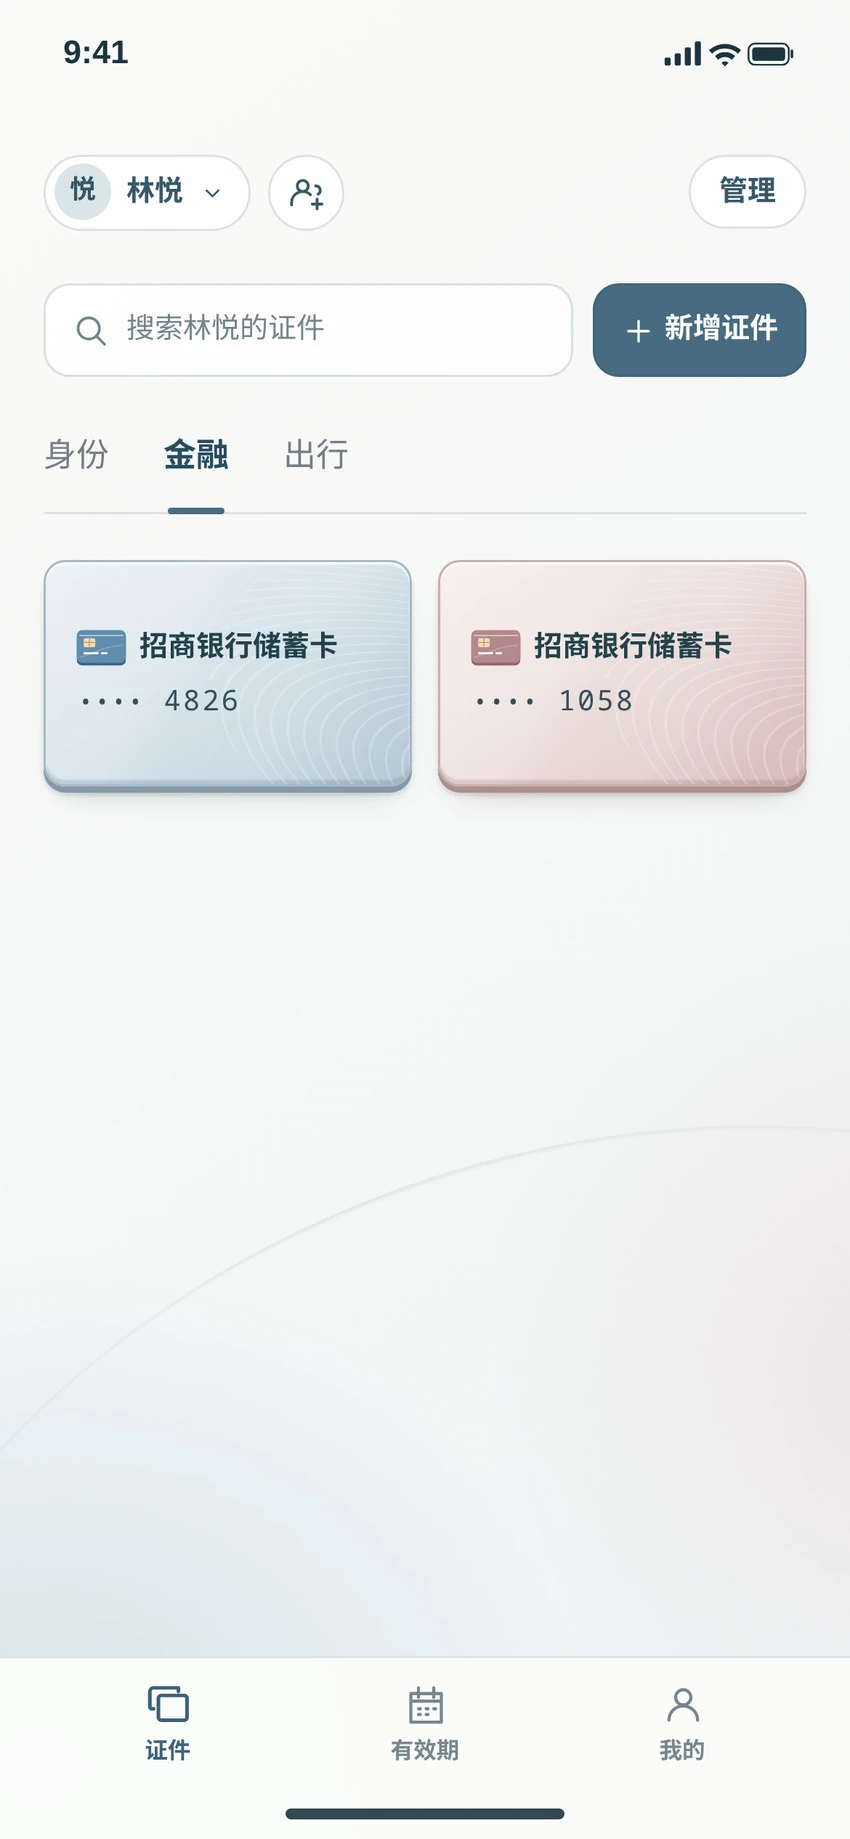 9:41
悦 林悦
管理
搜索林悦的证件
新增证件
身份 金融 出行
招商银行储蓄卡
•••• 4826
招商银行储蓄卡
•••• 1058
证件 有效期 我的